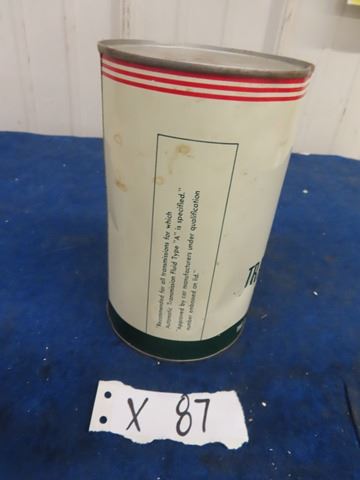 "Recommended for all transmissions for which
Automatic Transmission Fluid Type "A" is specified."
"Approved by car manufacturers under qualification
number embossed on lid."
X 87